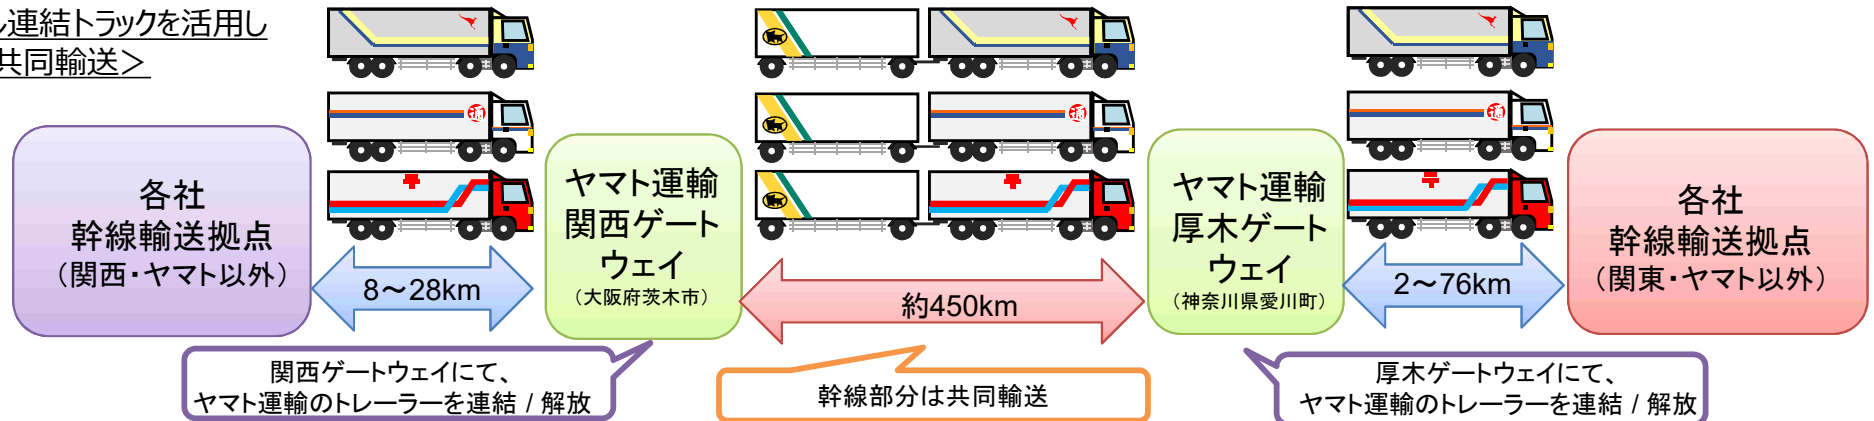 ル連結トラックを活用し
共同輸送＞
各社
幹線輸送拠点
（関西・ヤマト以外）
8～28km
ヤマト運輸
関西ゲート
ウェイ
（大阪府茨木市）
約450km
ヤマト運輸
厚木ゲート
ウェイ
（神奈川県愛川町）
2～76km
各社
幹線輸送拠点
（関東・ヤマト以外）
通
通
通
関西ゲートウェイにて、
ヤマト運輸のトレーラーを連結 / 解放
幹線部分は共同輸送
厚木ゲートウェイにて、
ヤマト運輸のトレーラーを連結 / 解放